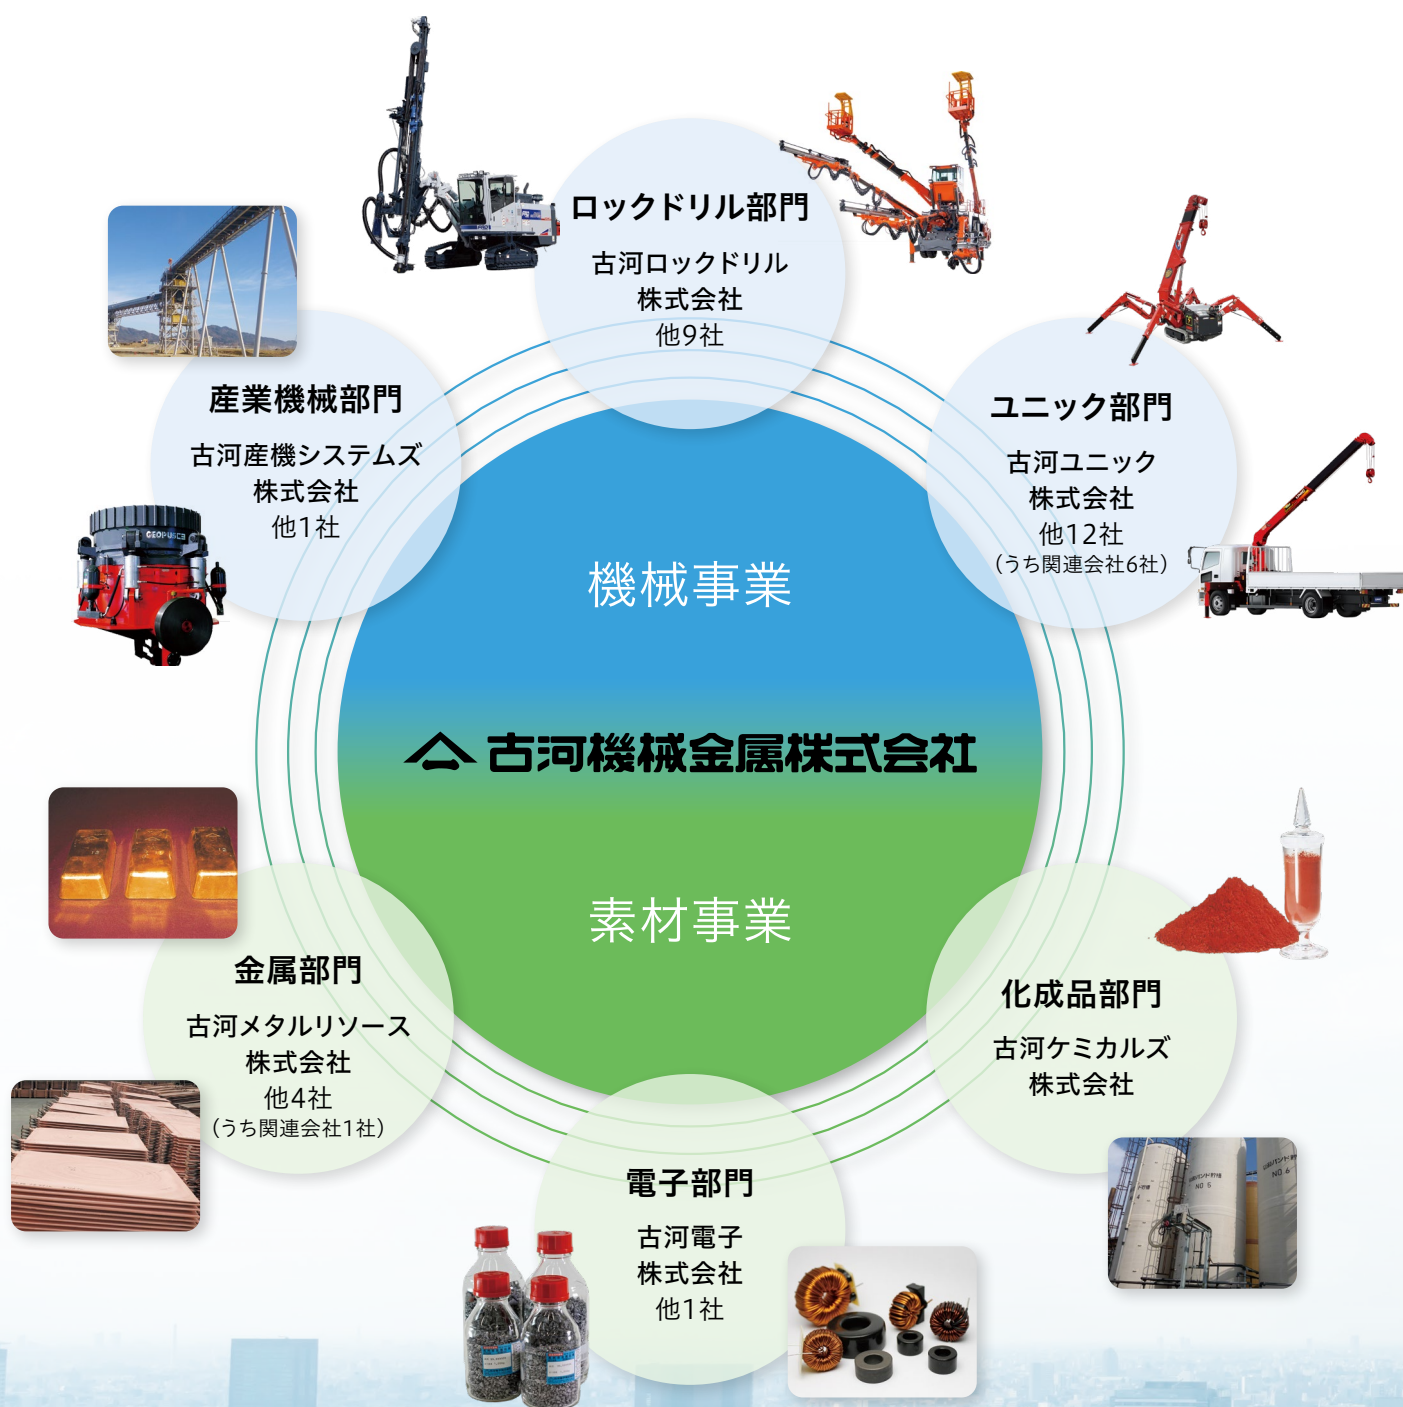 ロックドリル部門
古河ロックドリル
株式会社
他9社
産業機械部門
古河産機システムズ
株式会社
他1社
GEOPUSC3
ユニック部門
古河ユニック
株式会社
他12社
（うち関連会社6社）
機械事業
古河機械金属株式会社
素材事業
金属部門
古河メタルリソース
株式会社
他4社
（うち関連会社1社）
化成品部門
古河ケミカルズ
株式会社
NO 6
NO.6
電子部門
古河電子
株式会社
他1社